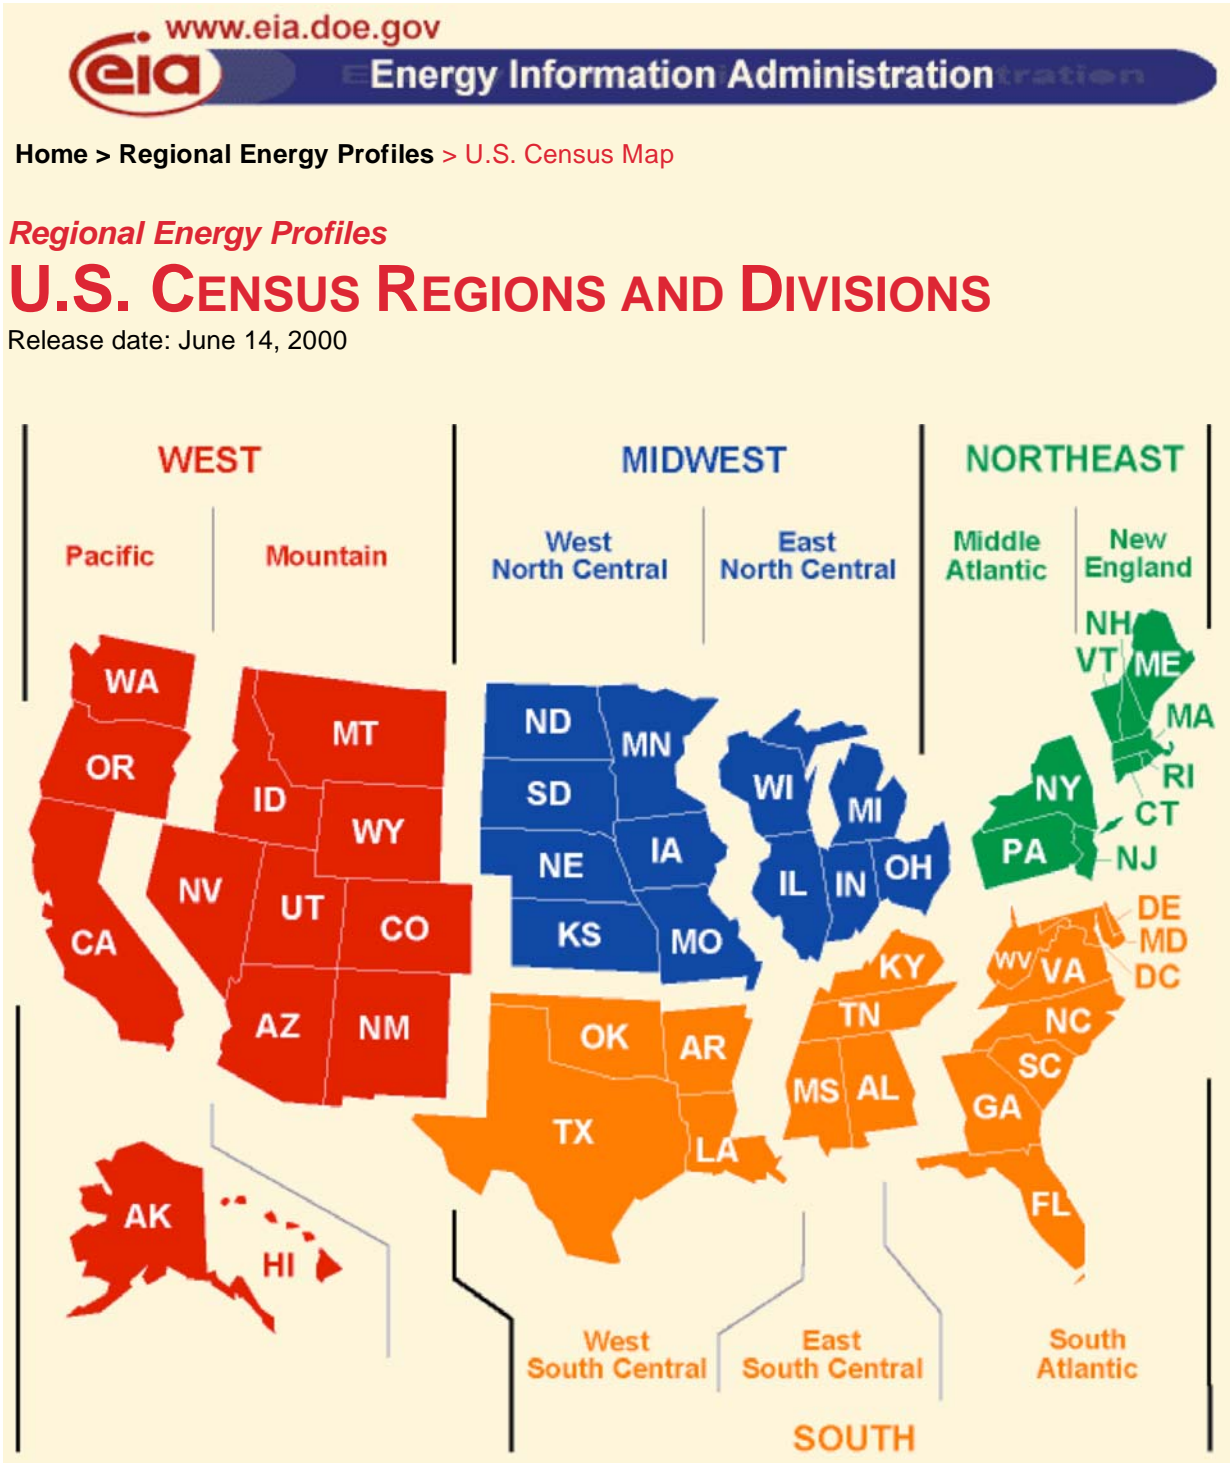 www.eia.doe.gov
eia
Energy Information Administration
Home > Regional Energy Profiles > U.S. Census Map
Regional Energy Profiles
U.S. CENSUS REGIONS AND DIVISIONS
Release date: June 14, 2000
WEST
MIDWEST
NORTHEAST
Pacific
Mountain
West
North Central
East
North Central
Middle
Atlantic
New
England
NH
VT
ME
WA
MA
ND
MT
MN
OR
RI
WI
NY
SD
ID
MI
CT
WY
IA
PA
NJ
NE
OH
IL
IN
NV
UT
DE
CO
KS
MO
MD
CA
WV
VA
KY
DC
TN
NC
AZ
NM
OK
AR
SC
MS
AL
GA
TX
LA
FL
AK
HI
West
South Central
East
South Central
South
Atlantic
SOUTH